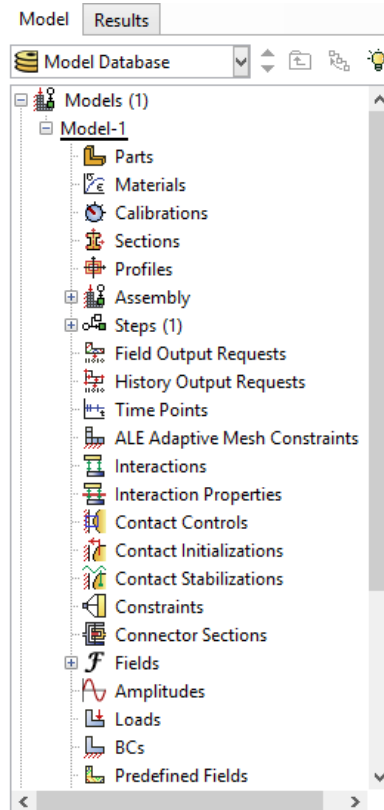 Model Results
Model Database
Models (1)
Model-1
Parts
Materials
Calibrations
Sections
Profiles
Assembly
Steps (1)
Field Output Requests
History Output Requests
Time Points
ALE Adaptive Mesh Constraints
Interactions
Interaction Properties
Contact Controls
Contact Initializations
Contact Stabilizations
Constraints
Connector Sections
Fields
Amplitudes
Loads
BCs
Predefined Fields